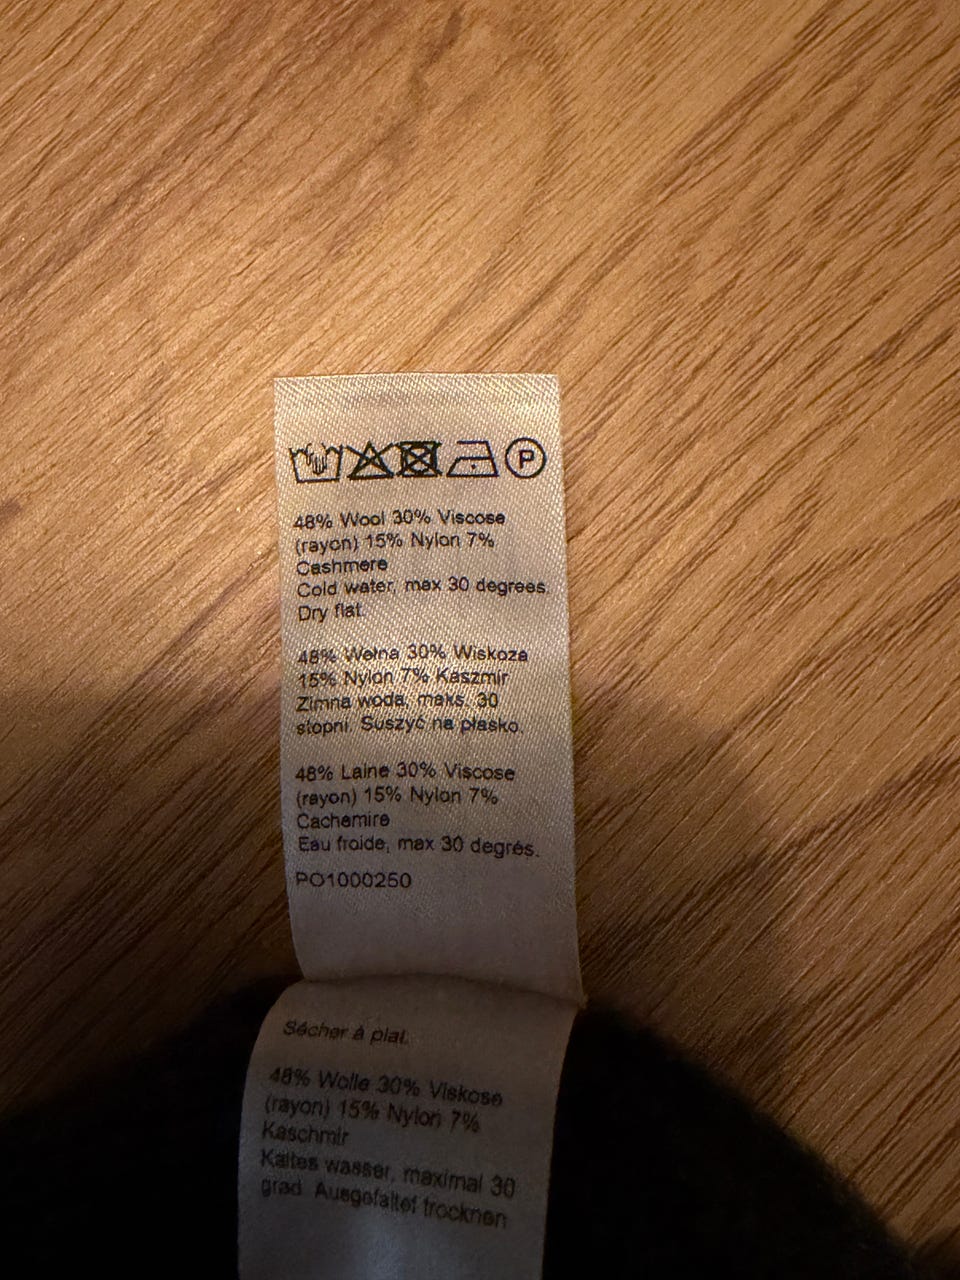 P
48% Wool 30% Viscose
(rayon) 15% Nylon 7%
Cashmere
Cold water, max 30 degrees.
Dry flat.
48% Wełna 30% Wiskoza
15% Nylon 7% Kaszmir
Zimna woda, maks. 30
stopni. Suszyć na płasko.
48% Laine 30% Viscose
(rayon) 15% Nylon 7%
Cachemire
Eau froide, max 30 degrés.
PO1000250
Sécher à plat.
48% Wolle 30% Viskose
(rayon) 15% Nylon 7%
Kaschmir
Kaltes wasser, maximal 30
grad. Ausgefaltet trocknen